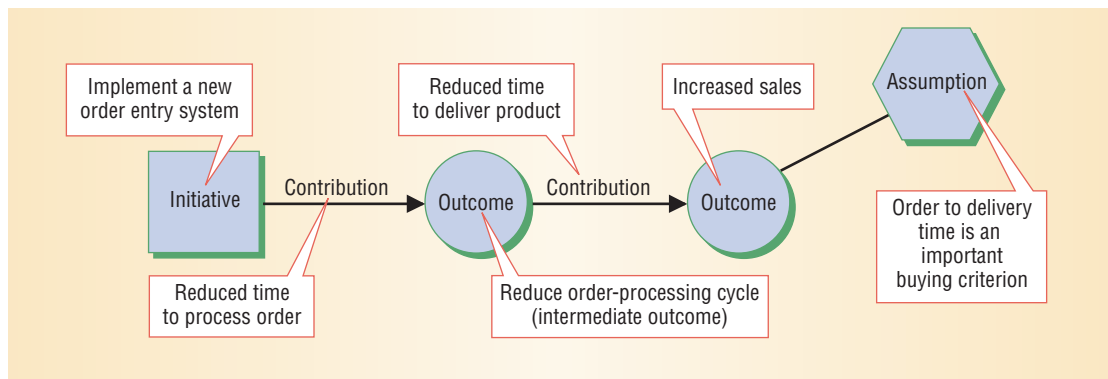 Implement a new
order entry system
Reduced time
to deliver product
Increased sales
Assumption
Initiative
Contribution
Outcome
Contribution
Outcome
Reduced time
to process order
Reduce order-processing cycle
(intermediate outcome)
Order to delivery
time is an
important
buying criterion